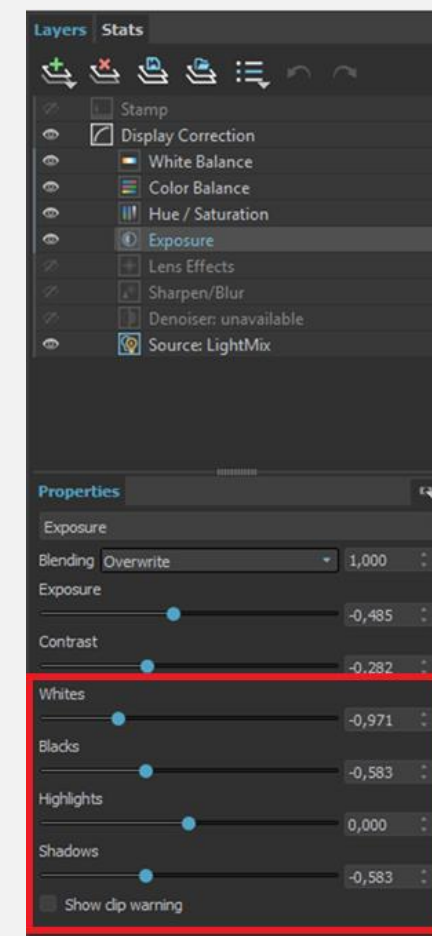 Layers Stats
Stamp
Display Correction
White Balance
Color Balance
Hue / Saturation
Exposure
Lens Effects
Sharpen/Blur
Denoiser: unavailable
Source: LightMix
Properties
Exposure
Blending Overwrite 1,000
Exposure
-0,485
Contrast
-0,282
Whites
-0,971
Blacks
-0,583
Highlights
0,000
Shadows
-0,583
Show clip warning